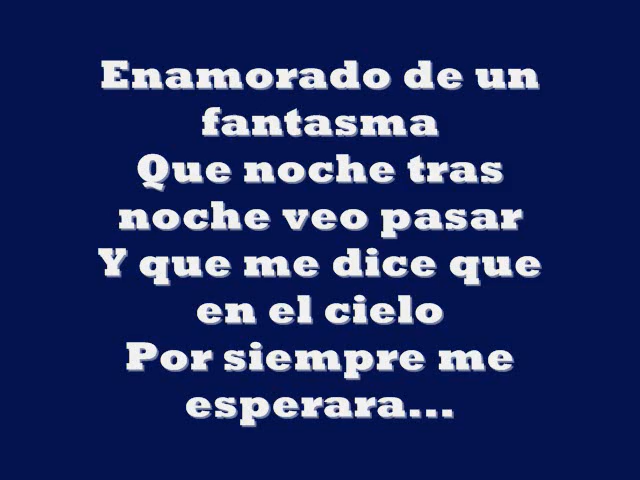 Enamorado de un
fantasma
Que noche tras
noche veo pasar
Y que me dice que
en el cielo
Por siempre me
esperara...